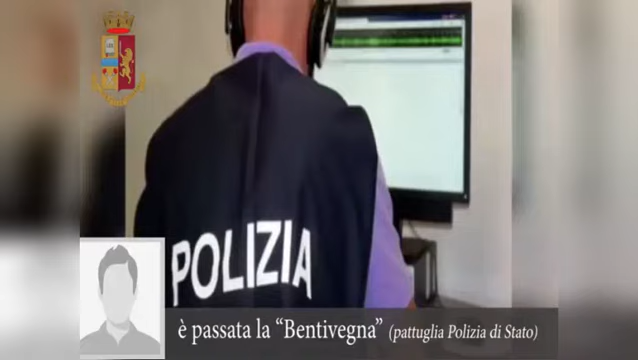 POLIZIA
è passata la “Bentivegna” (pattuglia Polizia di Stato)